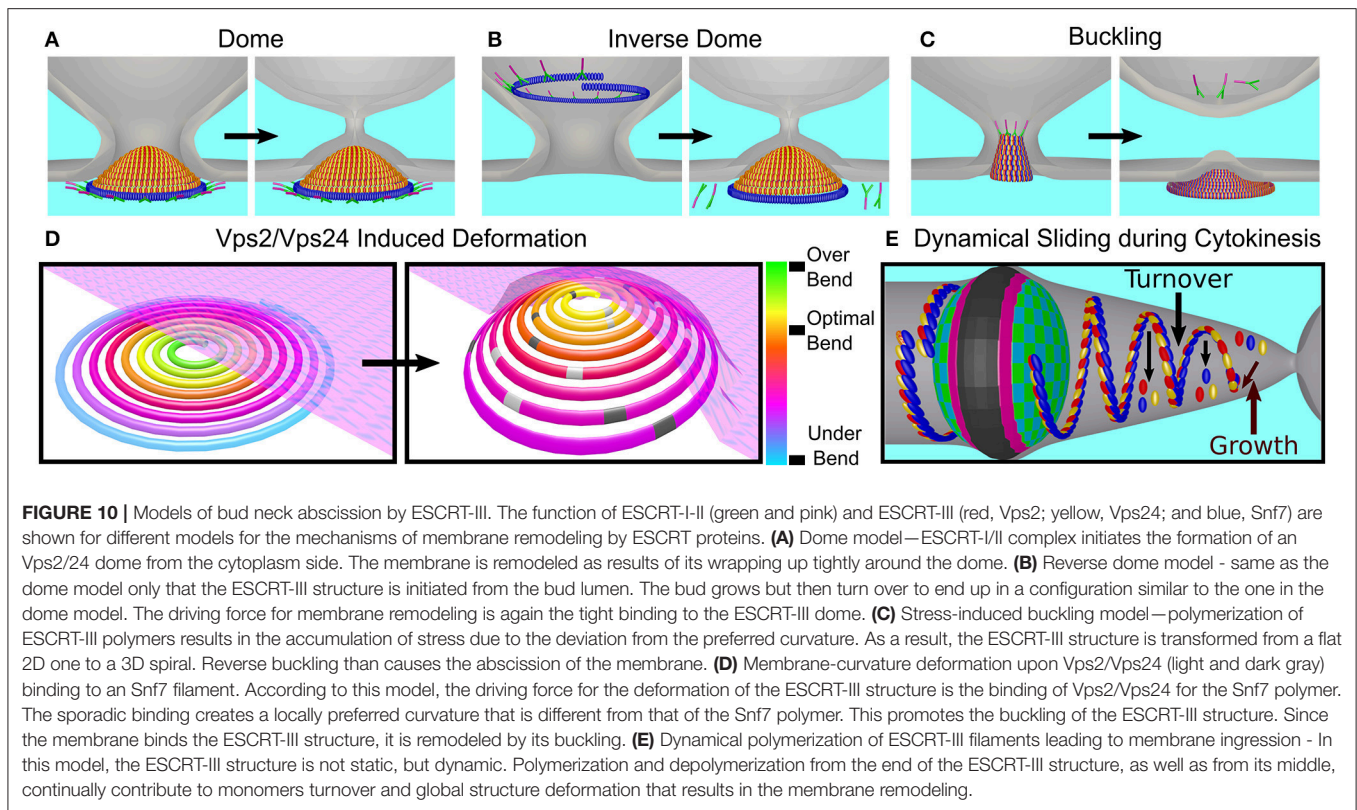 A
Dome
B
Inverse Dome
C
Buckling
D
Vps2/Vps24 Induced Deformation
Over
Bend
Optimal
Bend
Under
Bend
E
Dynamical Sliding during Cytokinesis
Turnover
Growth
FIGURE 10 | Models of bud neck abscission by ESCRT-III. The function of ESCRT-I-II (green and pink) and ESCRT-III (red, Vps2; yellow, Vps24; and blue, Snf7) are
shown for different models for the mechanisms of membrane remodeling by ESCRT proteins. (A) Dome model—ESCRT-I/II complex initiates the formation of an
Vps2/24 dome from the cytoplasm side. The membrane is remodeled as results of its wrapping up tightly around the dome. (B) Reverse dome model - same as the
dome model only that the ESCRT-III structure is initiated from the bud lumen. The bud grows but then turn over to end up in a configuration similar to the one in the
dome model. The driving force for membrane remodeling is again the tight binding to the ESCRT-III dome. (C) Stress-induced buckling model—polymerization of
ESCRT-III polymers results in the accumulation of stress due to the deviation from the preferred curvature. As a result, the ESCRT-III structure is transformed from a flat
2D one to a 3D spiral. Reverse buckling than causes the abscission of the membrane. (D) Membrane-curvature deformation upon Vps2/Vps24 (light and dark gray)
binding to an Snf7 filament. According to this model, the driving force for the deformation of the ESCRT-III structure is the binding of Vps2/Vps24 for the Snf7 polymer.
The sporadic binding creates a locally preferred curvature that is different from that of the Snf7 polymer. This promotes the buckling of the ESCRT-III structure. Since
the membrane binds the ESCRT-III structure, it is remodeled by its buckling. (E) Dynamical polymerization of ESCRT-III filaments leading to membrane ingression - In
this model, the ESCRT-III structure is not static, but dynamic. Polymerization and depolymerization from the end of the ESCRT-III structure, as well as from its middle,
continually contribute to monomers turnover and global structure deformation that results in the membrane remodeling.